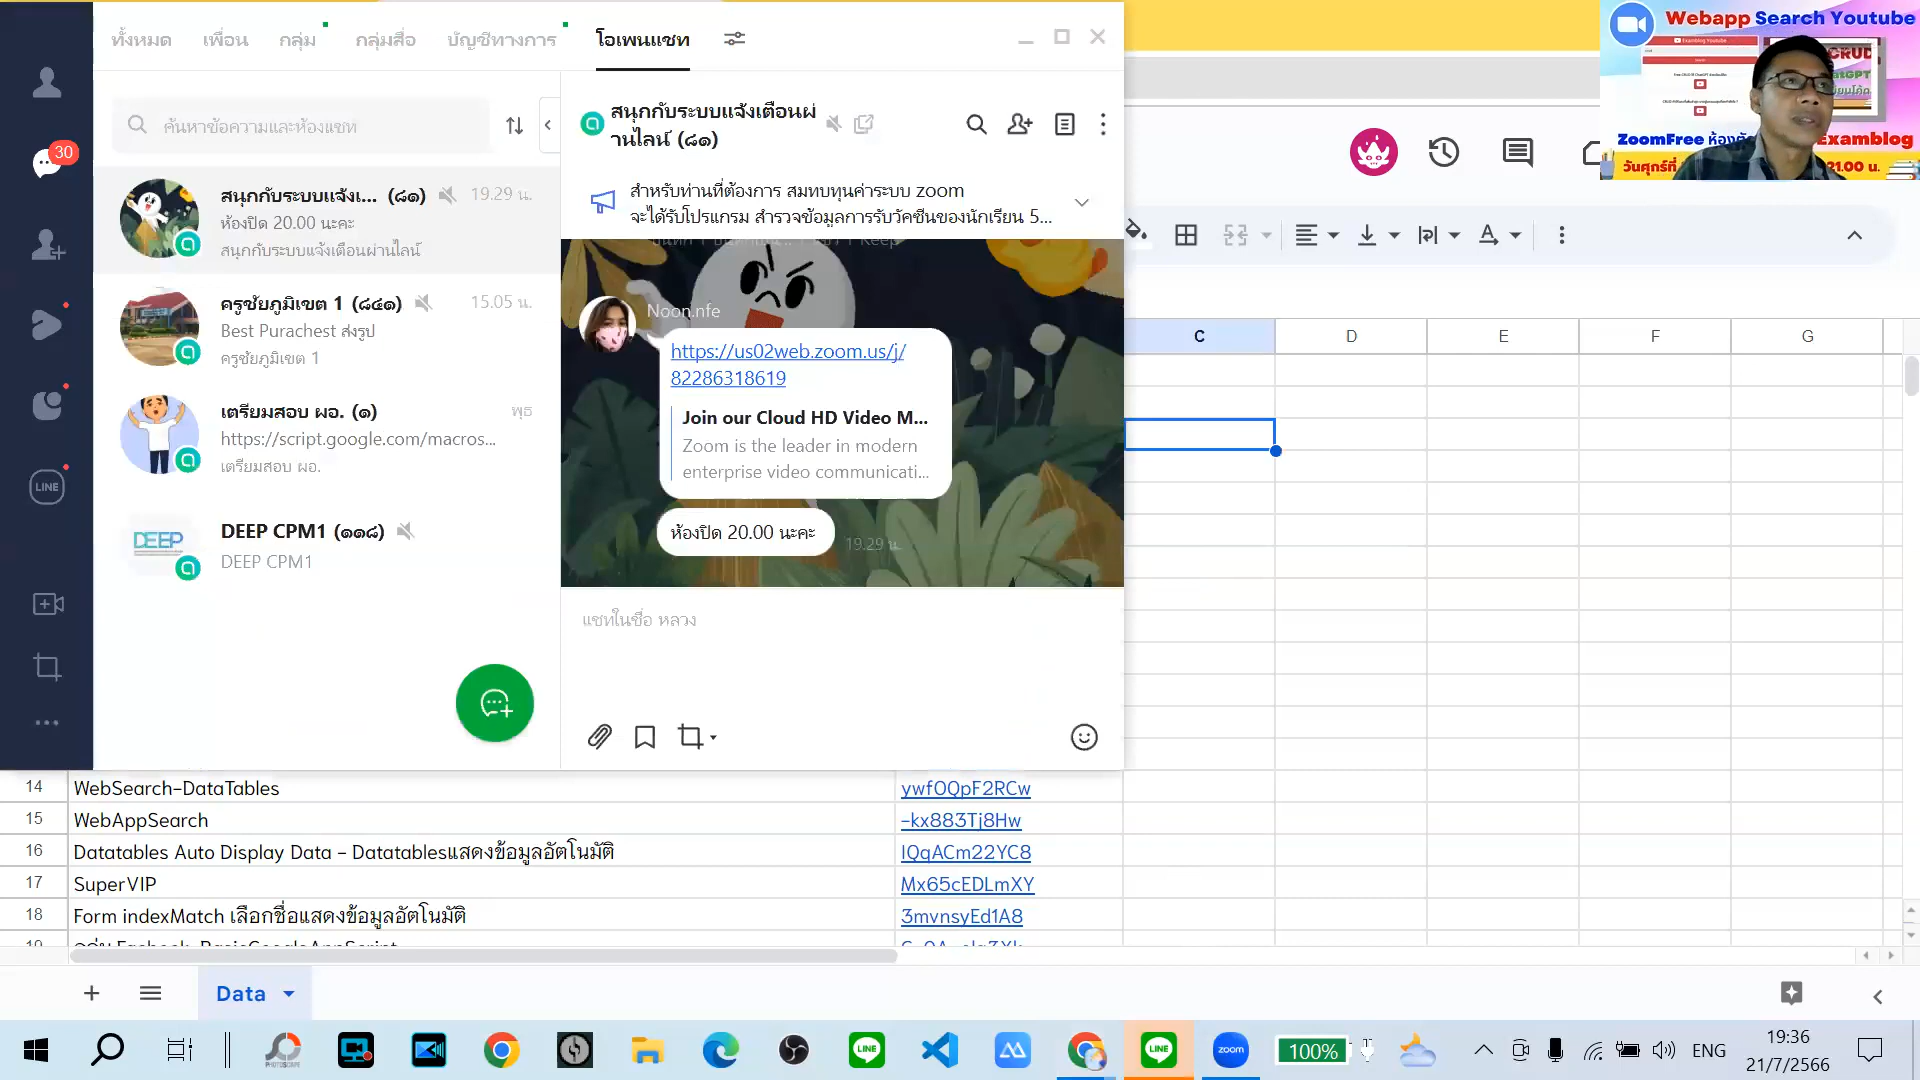 ทั้งหมด เพื่อน กลุ่ม กลุ่มสื่อ บัญชีทางการ โอเพนแชท
30
ค้นหาข้อความและห้องแชท
สนุกกับระบบแจ้งเ... (๘๑) 19.29 น.
ห้องปิด 20.00 นะคะ
สนุกกับระบบแจ้งเตือนผ่านไลน์
ครูชัยภูมิเขต 1 (๘๔๑) 15.05 น.
Best Purachest ส่งรูป
ครูชัยภูมิเขต 1
เตรียมสอบ ผอ. (๑) พุธ
https://script.google.com/macros...
เตรียมสอบ ผอ.
DEEP
DEEP CPM1 (๑๑๘)
DEEP CPM1
LINE
สนุกกับระบบแจ้งเตือนผ่
านไลน์ (๘๑)
สำหรับท่านที่ต้องการ สมทบทุนค่าระบบ zoom
จะได้รับโปรแกรม สำรวจข้อมูลการรับวัคซีนของนักเรียน 5...
Noon.nfe
https://us02web.zoom.us/j/
82286318619
Join our Cloud HD Video M...
Zoom is the leader in modern
enterprise video communicati...
ห้องปิด 20.00 นะคะ
19.29 น.
แชทในชื่อ หลวง
Webapp Search Youtube
Exambog Youtube
CRUD
ChatGPT
ZoomFree Examblog
วันศุกร์ที่ 21.00 น.
C D E F G
14 WebSearch-DataTables ywfOQpF2RCw
15 WebAppSearch -kx883Tj8Hw
16 Datatables Auto Display Data - Datatablesแสดงข้อมูลอัตโนมัติ IQqACm22YC8
17 SuperVIP Mx65cEDLmXY
18 Form indexMatch เลือกชื่อแสดงข้อมูลอัตโนมัติ 3mvnsyEd1A8
19
Data
PHOTOSCAPE LINE LINE zoom 100% ENG 19:36
21/7/2566